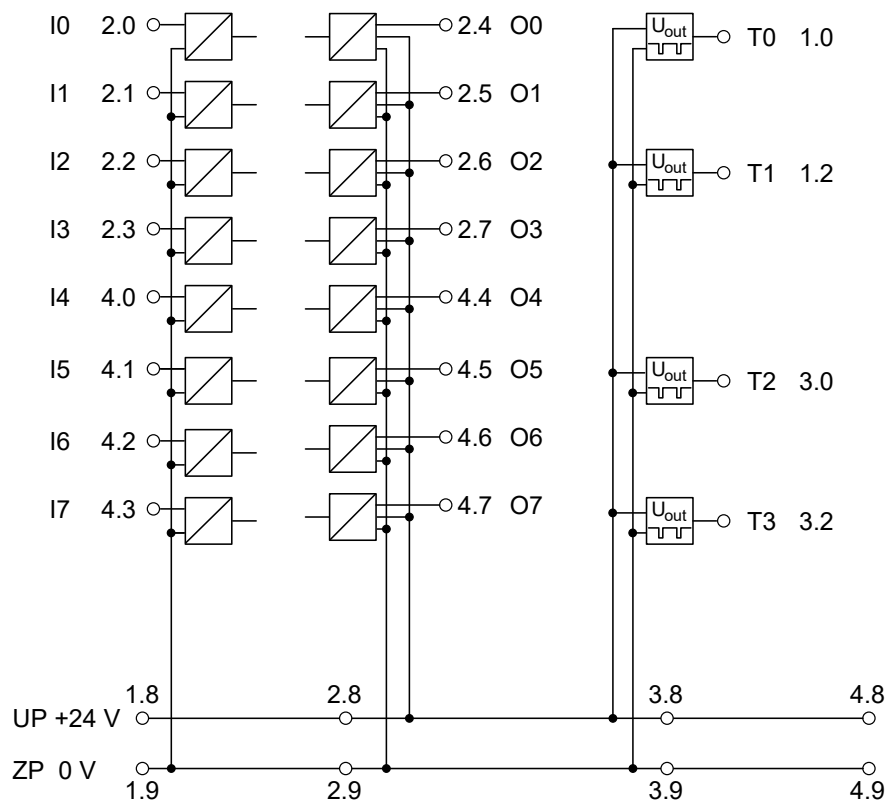 I0 2.0 2.4 O0 Uout T0 1.0
I1 2.1 2.5 O1
I2 2.2 2.6 O2 Uout T1 1.2
I3 2.3 2.7 O3
I4 4.0 4.4 O4
I5 4.1 4.5 O5 Uout T2 3.0
I6 4.2 4.6 O6
I7 4.3 4.7 O7 Uout T3 3.2
1.8 2.8 3.8 4.8
UP +24 V
ZP 0 V
1.9 2.9 3.9 4.9